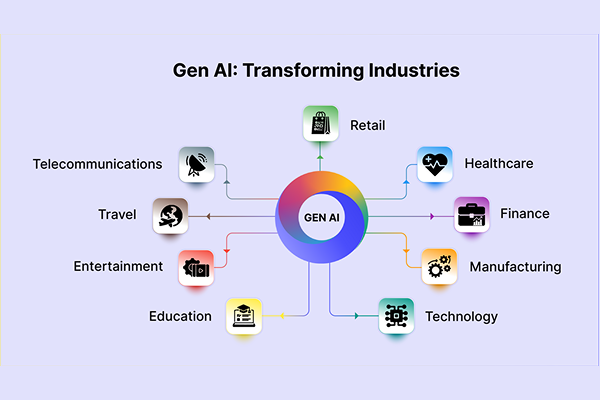 Gen AI: Transforming Industries
Retail
Telecommunications
Healthcare
Travel
GEN AI
Finance
Entertainment
Manufacturing
Education
Technology